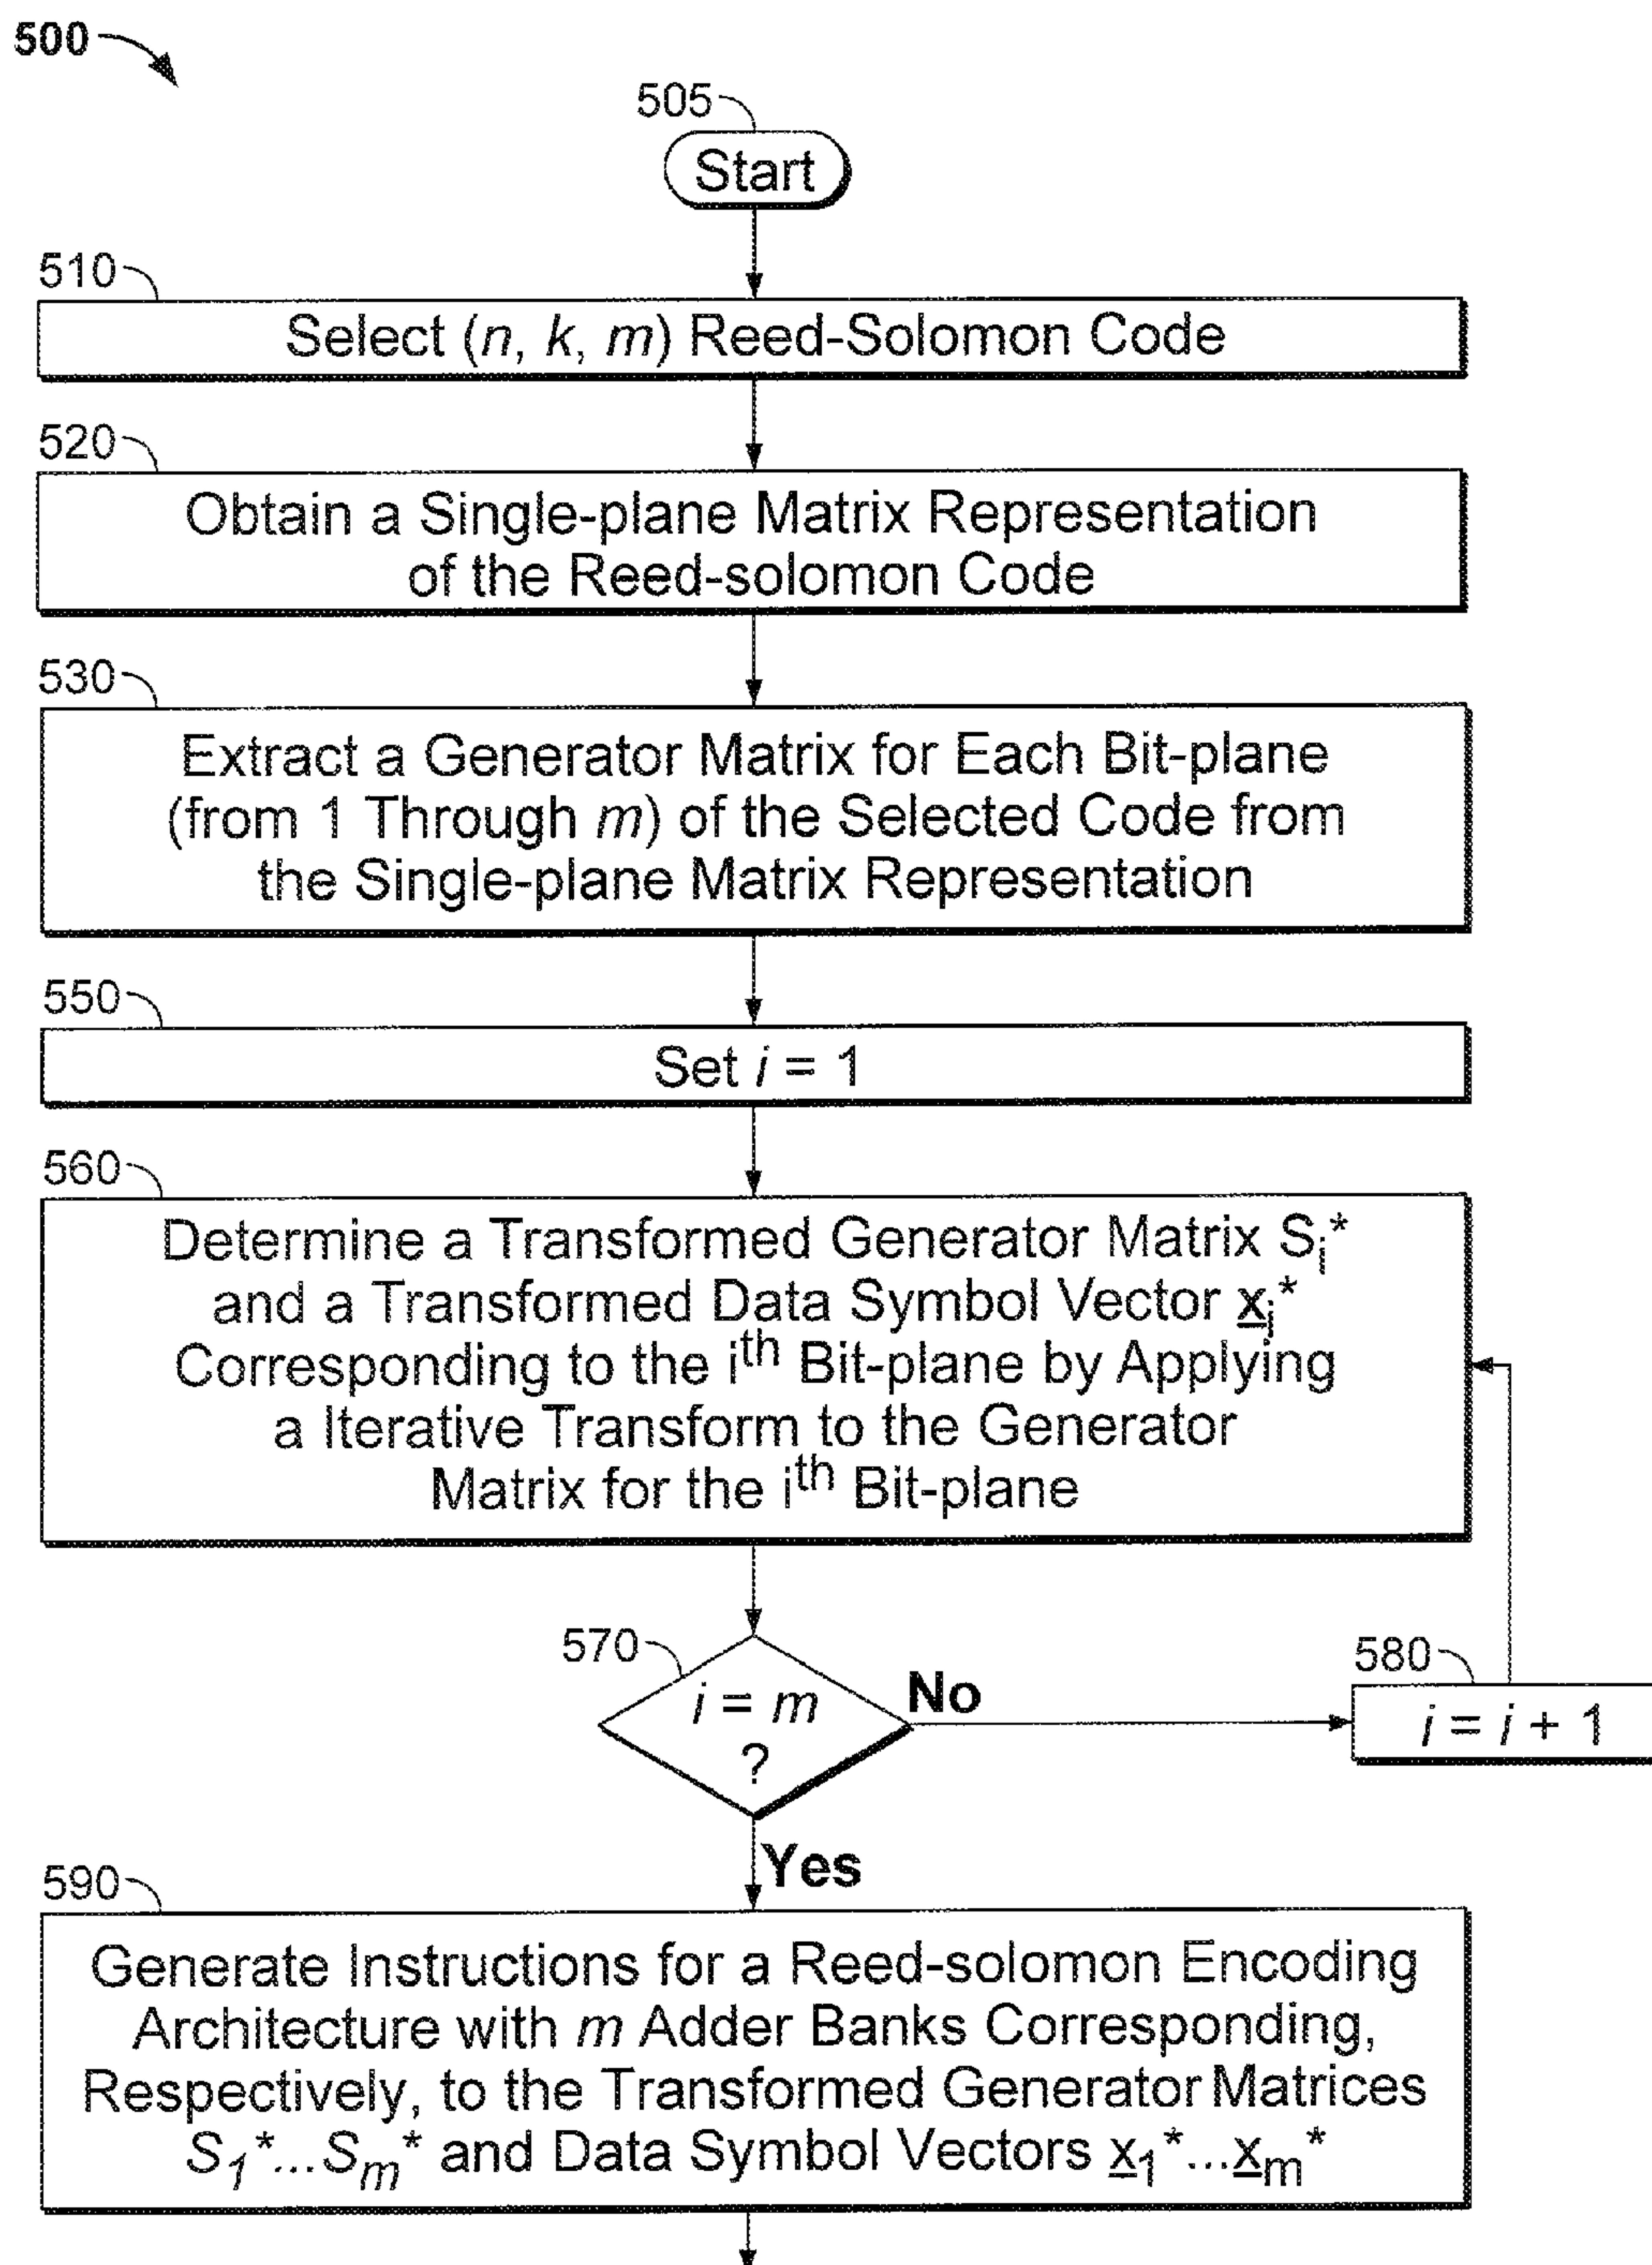 500
505
Start
510
Select (n, k, m) Reed-Solomon Code
520
Obtain a Single-plane Matrix Representation
of the Reed-solomon Code
530
Extract a Generator Matrix for Each Bit-plane
(from 1 Through m) of the Selected Code from
the Single-plane Matrix Representation
550
Set i = 1
560
Determine a Transformed Generator Matrix Sᵢ*
and a Transformed Data Symbol Vector x̲ᵢ*
Corresponding to the iᵗʰ Bit-plane by Applying
a Iterative Transform to the Generator
Matrix for the iᵗʰ Bit-plane
570
i = m
?
No
580
i = i + 1
Yes
590
Generate Instructions for a Reed-solomon Encoding
Architecture with m Adder Banks Corresponding,
Respectively, to the Transformed Generator Matrices
S₁*...Sₘ* and Data Symbol Vectors x̲₁*...x̲ₘ*